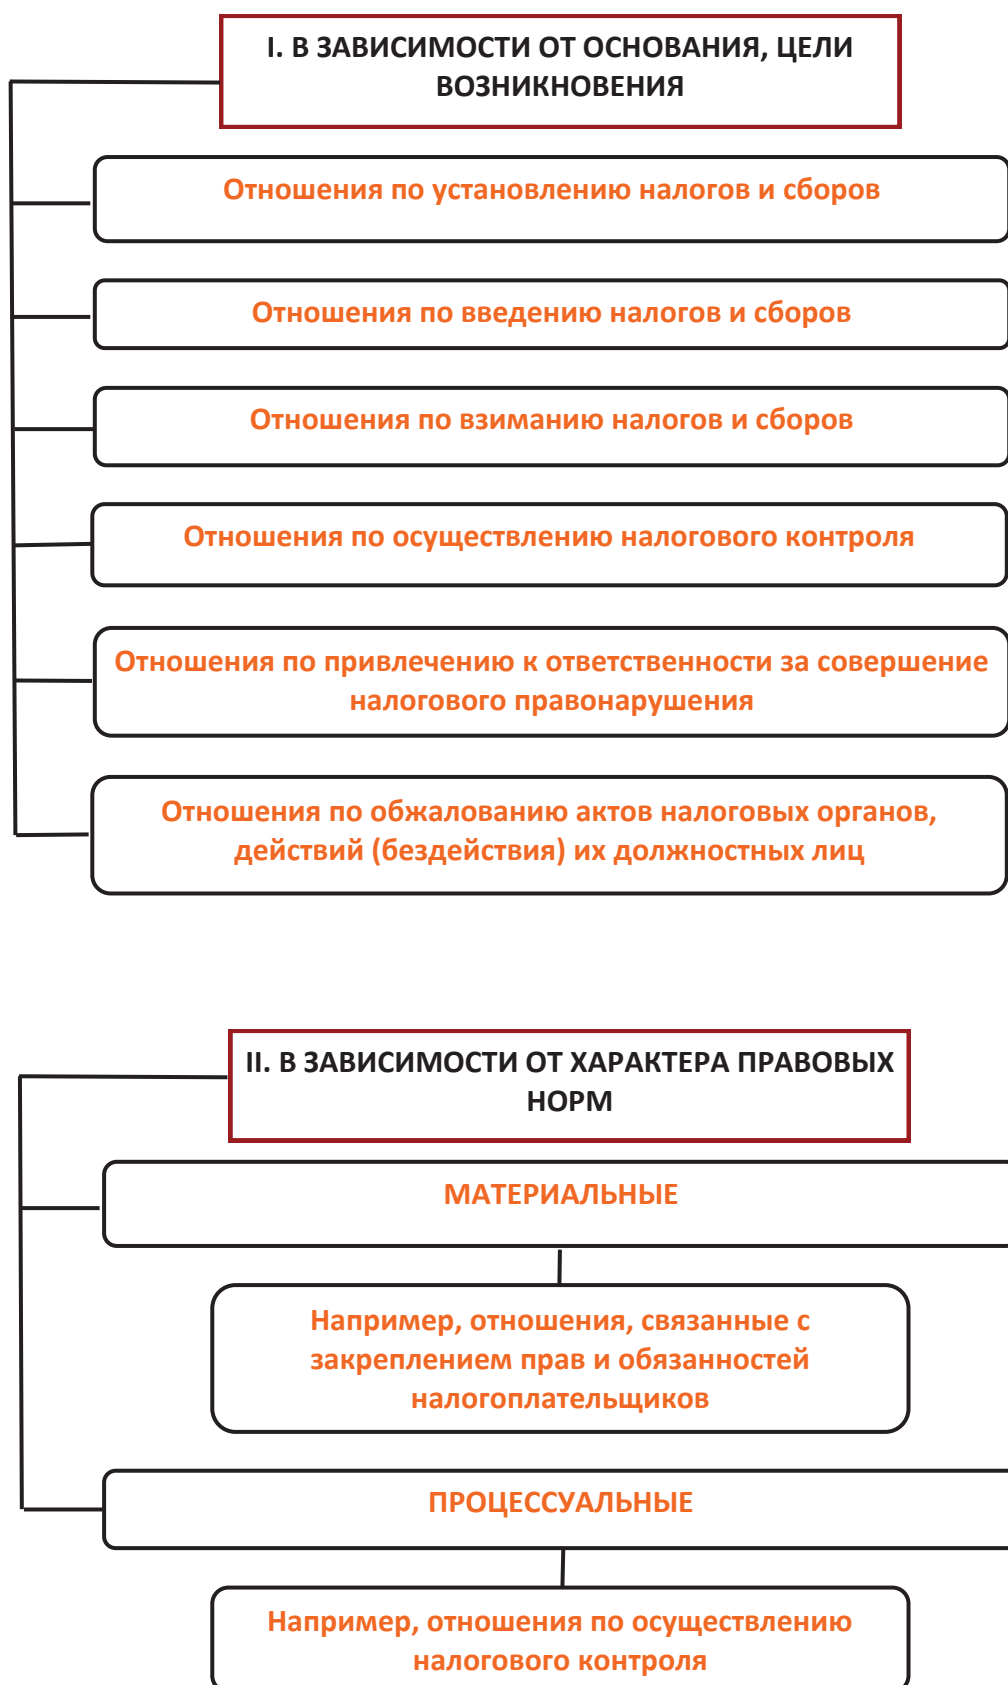 I. В ЗАВИСИМОСТИ ОТ ОСНОВАНИЯ, ЦЕЛИ
ВОЗНИКНОВЕНИЯ
Отношения по установлению налогов и сборов
Отношения по введению налогов и сборов
Отношения по взиманию налогов и сборов
Отношения по осуществлению налогового контроля
Отношения по привлечению к ответственности за совершение
налогового правонарушения
Отношения по обжалованию актов налоговых органов,
действий (бездействия) их должностных лиц
II. В ЗАВИСИМОСТИ ОТ ХАРАКТЕРА ПРАВОВЫХ
НОРМ
МАТЕРИАЛЬНЫЕ
Например, отношения, связанные с
закреплением прав и обязанностей
налогоплательщиков
ПРОЦЕССУАЛЬНЫЕ
Например, отношения по осуществлению
налогового контроля